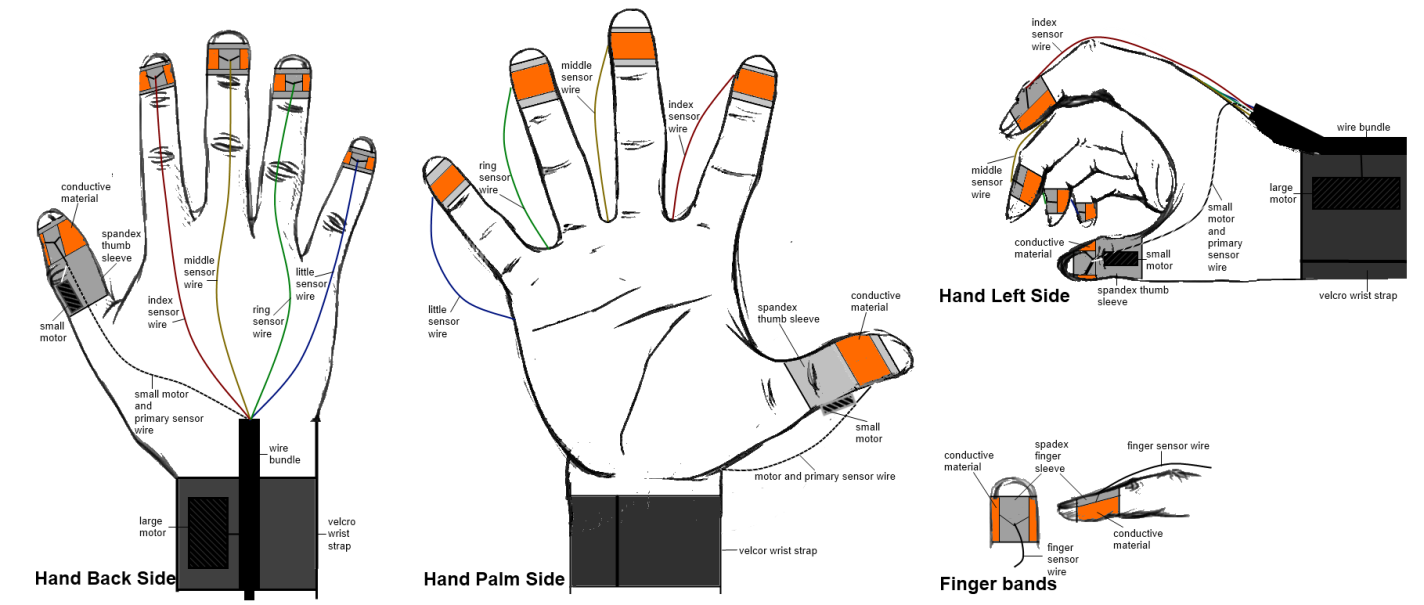 conductive
material
spandex
thumb
sleeve
middle
sensor
wire
index
sensor
wire
ring
sensor
wire
little
sensor
wire
small
motor
small motor
and
primary sensor
wire
wire
bundle
large
motor
velcro
wrist
strap
Hand Back Side
middle
sensor
wire
index
sensor
wire
ring
sensor
wire
little
sensor
wire
spandex
thumb sleeve
conductive
material
small
motor
motor and primary sensor wire
velcor wrist strap
Hand Palm Side
index
sensor
wire
wire bundle
middle
sensor
wire
large
motor
small
motor
and
primary
sensor
wire
conductive
material
small
motor
spandex thumb
sleeve
velcro wrist strap
Hand Left Side
conductive
material
spadex
finger
sleeve
finger sensor wire
conductive
material
finger
sensor
wire
Finger bands